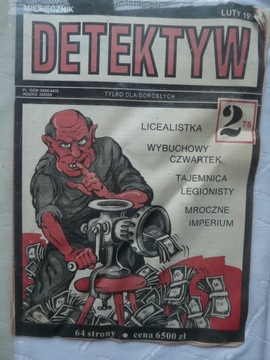 MIESIĘCZNIK
LUTY
DETEKTYW
TYLKO DLA DOROSŁYCH
2
75
LICEALISTKA
WYBUCHOWY
CZWARTEK
TAJEMNICA
LEGIONISTY
MROCZNE
IMPERIUM
64 strony • cena 6500 zł